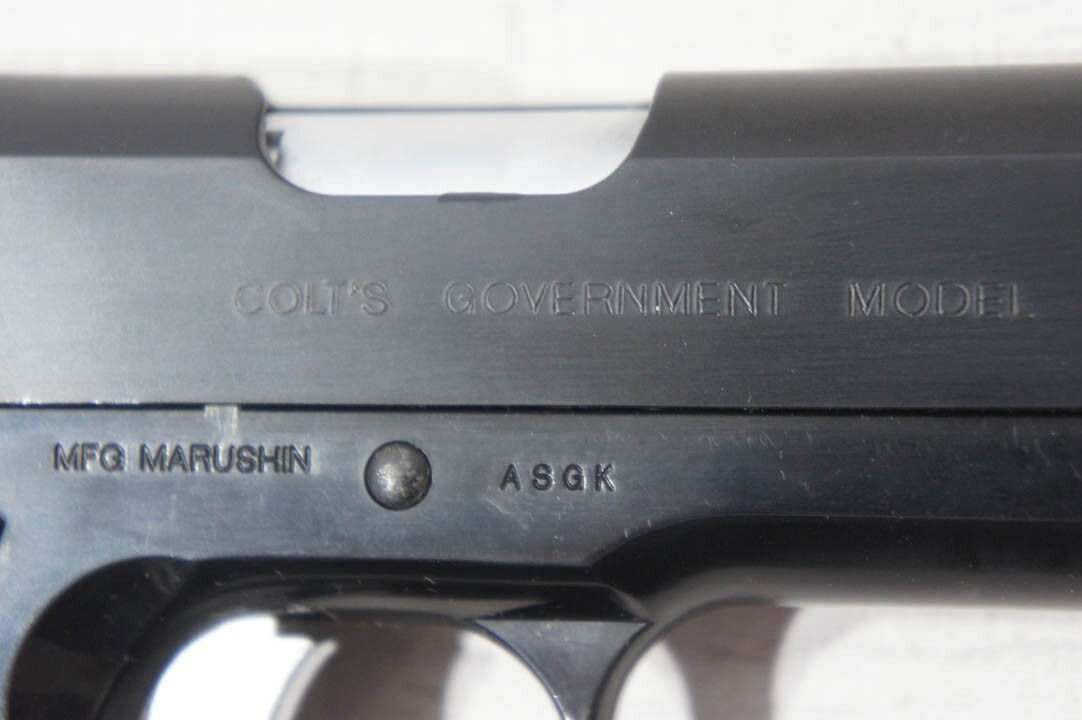 COLT'S GOVERNMENT MODEL
MFG MARUSHIN
ASGK